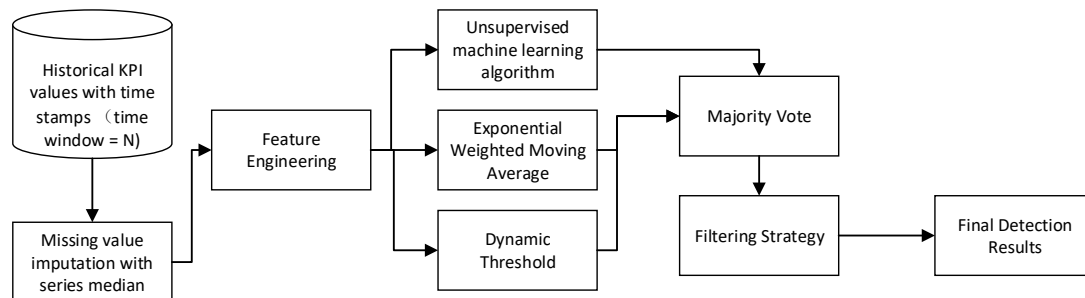 Historical KPI
values with time
stamps （time
window = N)
Missing value
imputation with
series median
Feature
Engineering
Unsupervised
machine learning
algorithm
Exponential
Weighted Moving
Average
Dynamic
Threshold
Majority Vote
Filtering Strategy
Final Detection
Results